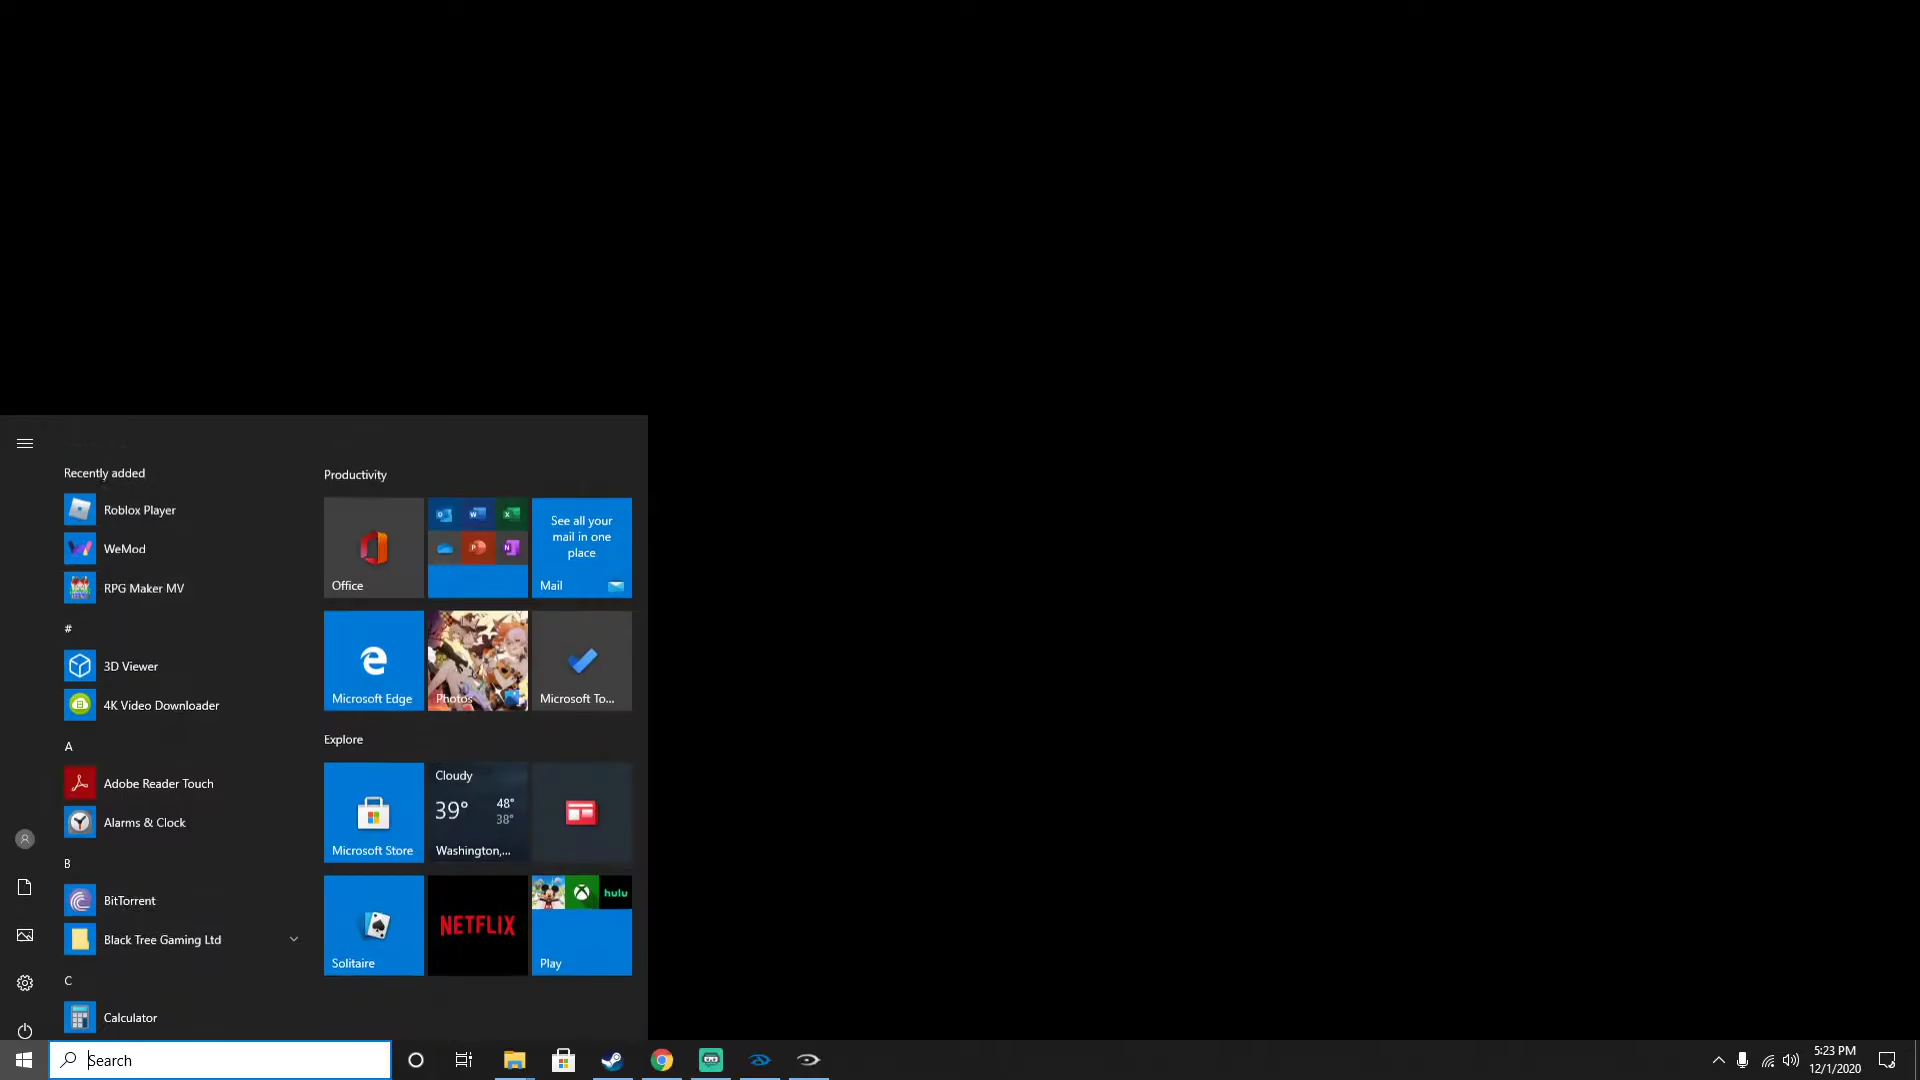 Recently added
Roblox Player
WeMod
RPG Maker MV
#
3D Viewer
4K Video Downloader
A
Adobe Reader Touch
Alarms & Clock
B
BitTorrent
Black Tree Gaming Ltd
C
Calculator
Productivity
Office
See all your
mail in one
place
Mail
Microsoft Edge
Photos
Microsoft To...
Explore
Microsoft Store
Cloudy
39° 48°
38°
Washington,...
Solitaire
NETFLIX
hulu
Play
Search
5:23 PM
12/1/2020